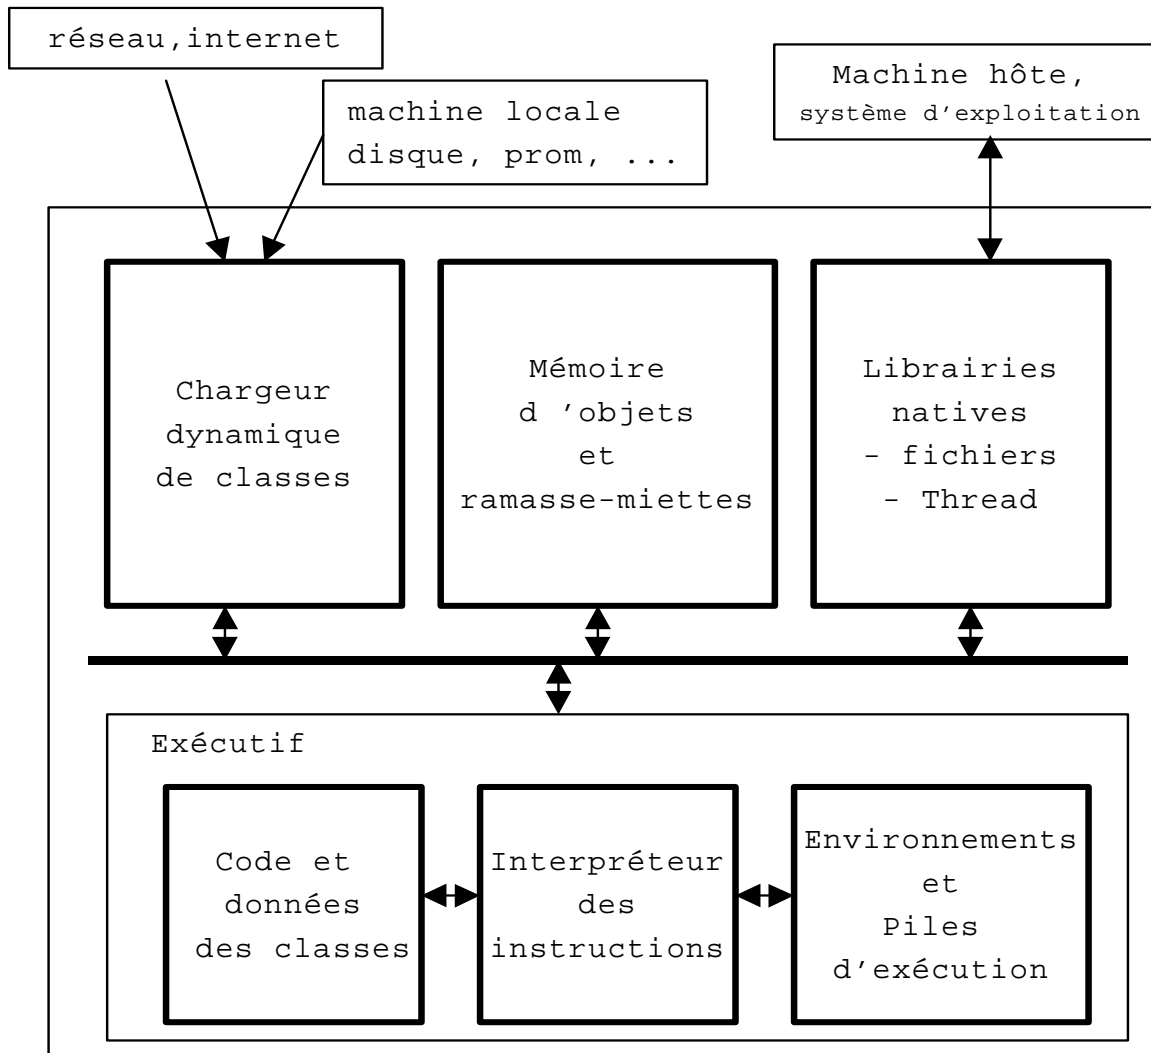 réseau,internet
machine locale
disque, prom, ...
Machine hôte,
système d'exploitation
Chargeur
dynamique
de classes
Mémoire
d 'objets
et
ramasse-miettes
Librairies
natives
- fichiers
- Thread
Exécutif
Code et
données
des classes
Interpréteur
des
instructions
Environnements
et
Piles
d'exécution